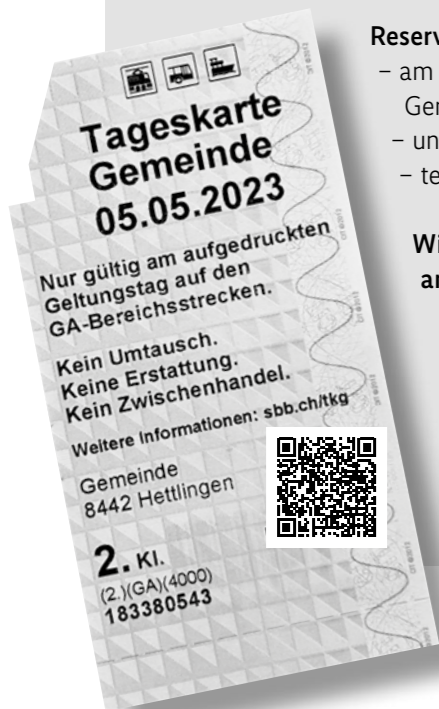 Tageskarte
Gemeinde
05.05.2023
Nur gültig am aufgedruckten
Geltungstag auf den
GA-Bereichsstrecken.
Kein Umtausch.
Keine Erstattung.
Kein Zwischenhandel.
Weitere Informationen: sbb.ch/tkg
Gemeinde
8442 Hettlingen
2. KI.
(2.)(GA)(4000)
183380543
Reserv
– am
Ger
– un
– te
Wi
ar